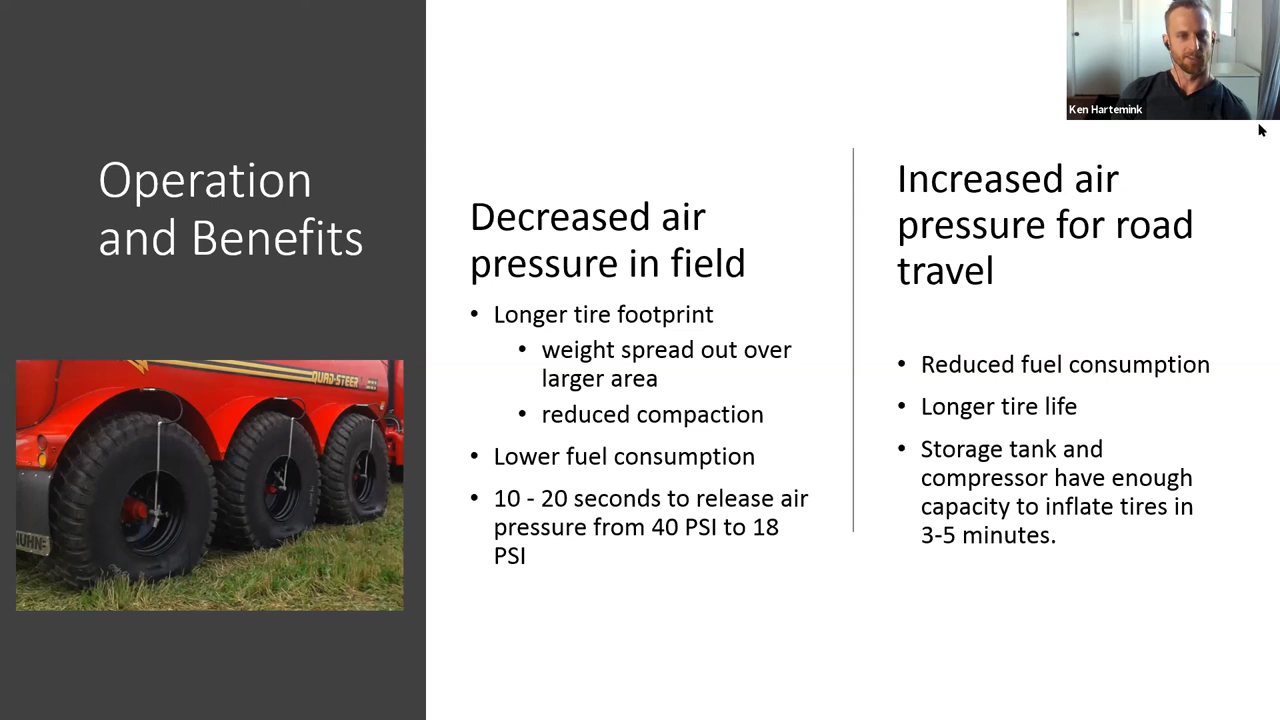 Operation
and Benefits
QUAD-STEER
Decreased air
pressure in field
• Longer tire footprint
• weight spread out over
larger area
• reduced compaction
• Lower fuel consumption
• 10 - 20 seconds to release air
pressure from 40 PSI to 18
PSI
Increased air
pressure for road
travel
• Reduced fuel consumption
• Longer tire life
• Storage tank and
compressor have enough
capacity to inflate tires in
3-5 minutes.
Ken Hartemink